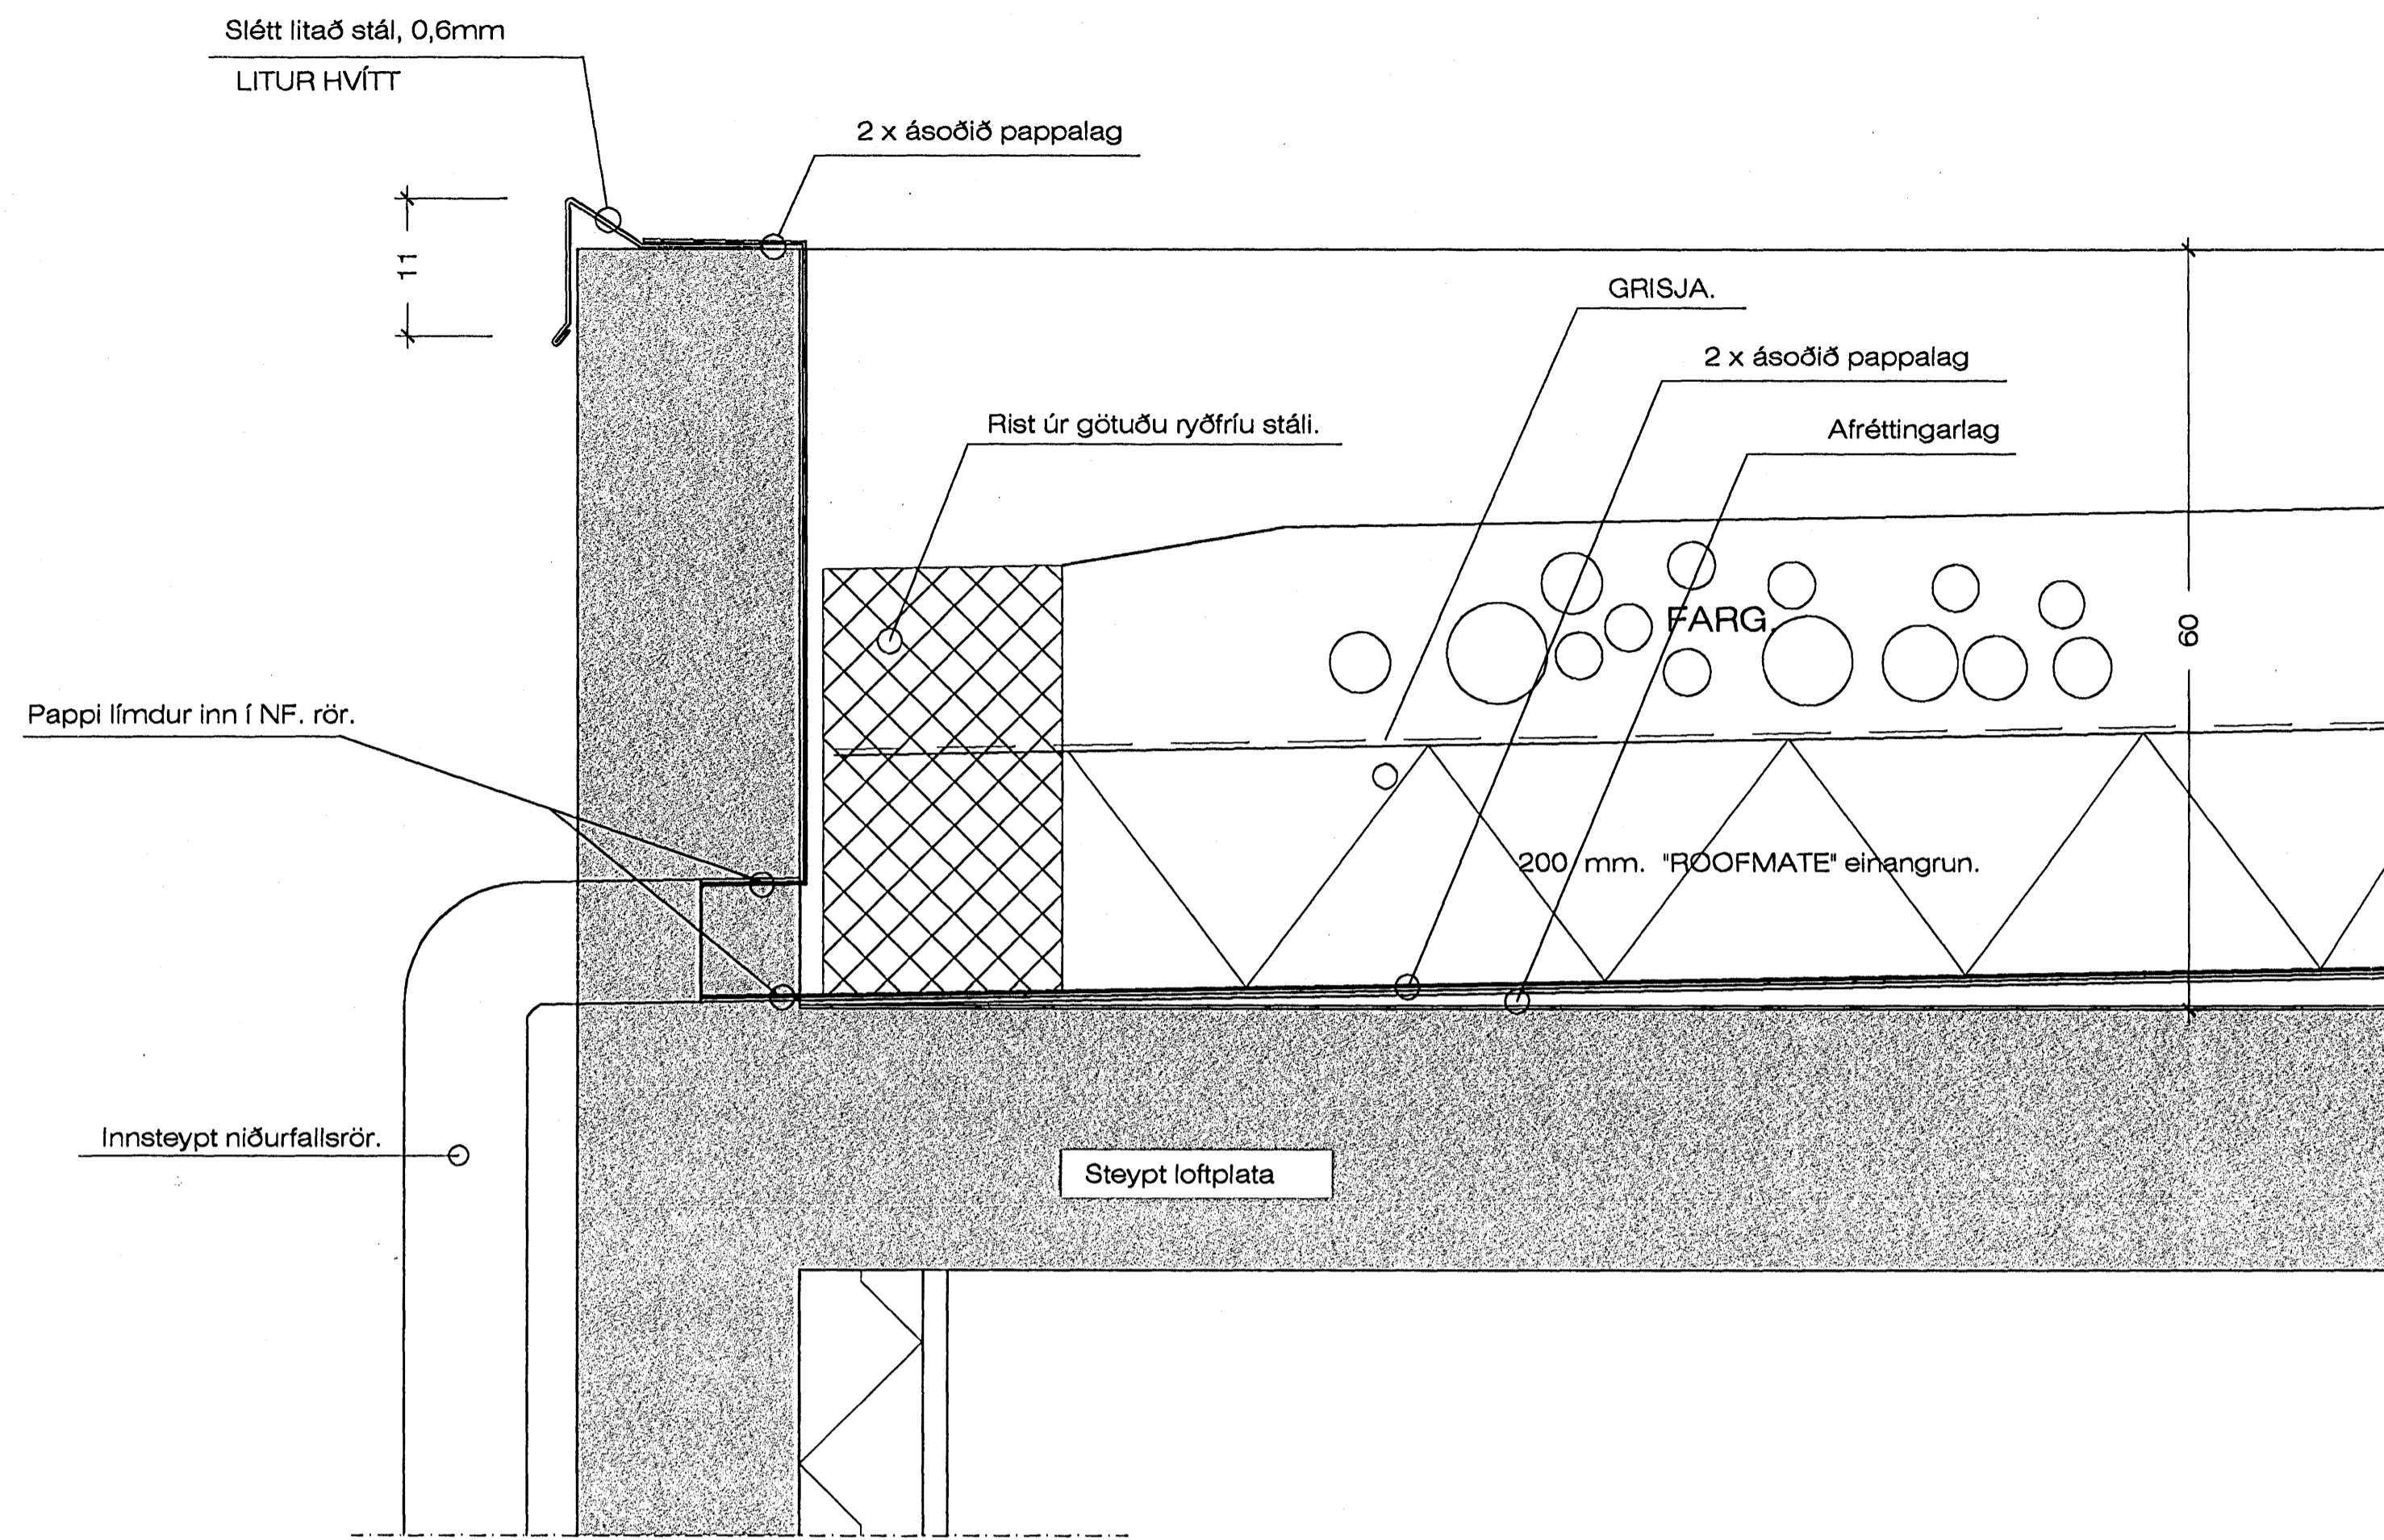 Slétt litað stál, 0,6mm
LITUR HVÍTT
2 x ásoðið pappalag
11
GRISJA.
2 x ásoðið pappalag
Rist úr götuðu ryðfríu stáli.
Afréttingarlag
FARG.
60
Pappi límdur inn í NF. rör.
200 mm. "ROOFMATE" einangrun.
Innsteypt niðurfallsrör.
Steypt loftplata